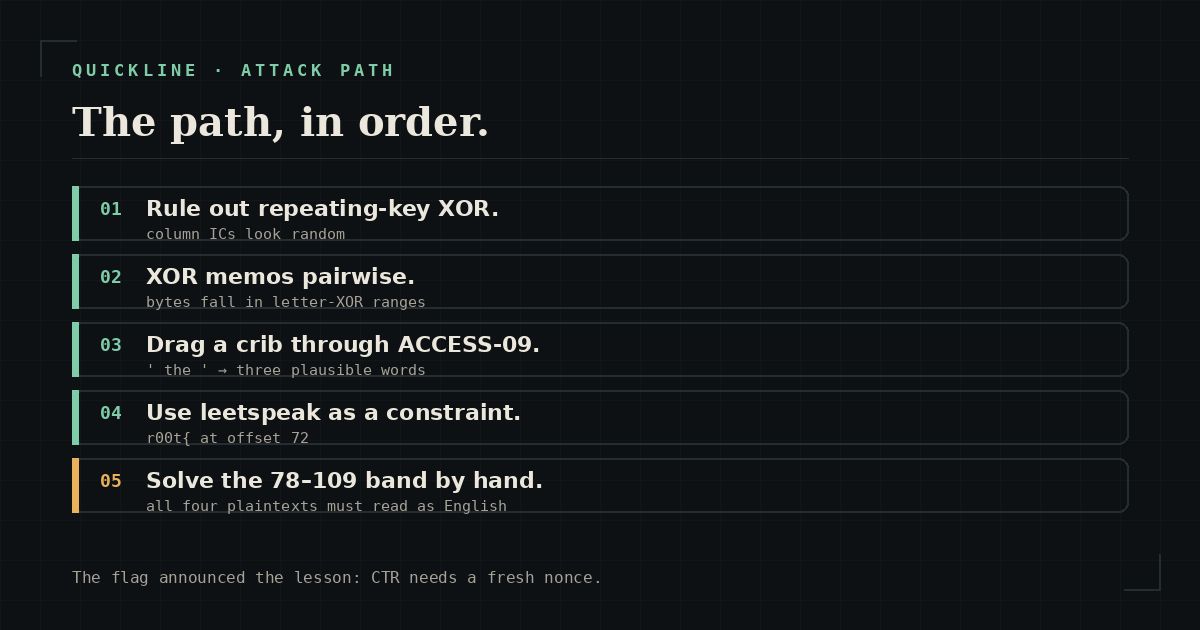 QUICKLINE · ATTACK PATH
The path, in order.
01 Rule out repeating-key XOR.
column ICs look random
02 XOR memos pairwise.
bytes fall in letter-XOR ranges
03 Drag a crib through ACCESS-09.
' the ' → three plausible words
04 Use leetspeak as a constraint.
r00t{ at offset 72
05 Solve the 78–109 band by hand.
all four plaintexts must read as English
The flag announced the lesson: CTR needs a fresh nonce.